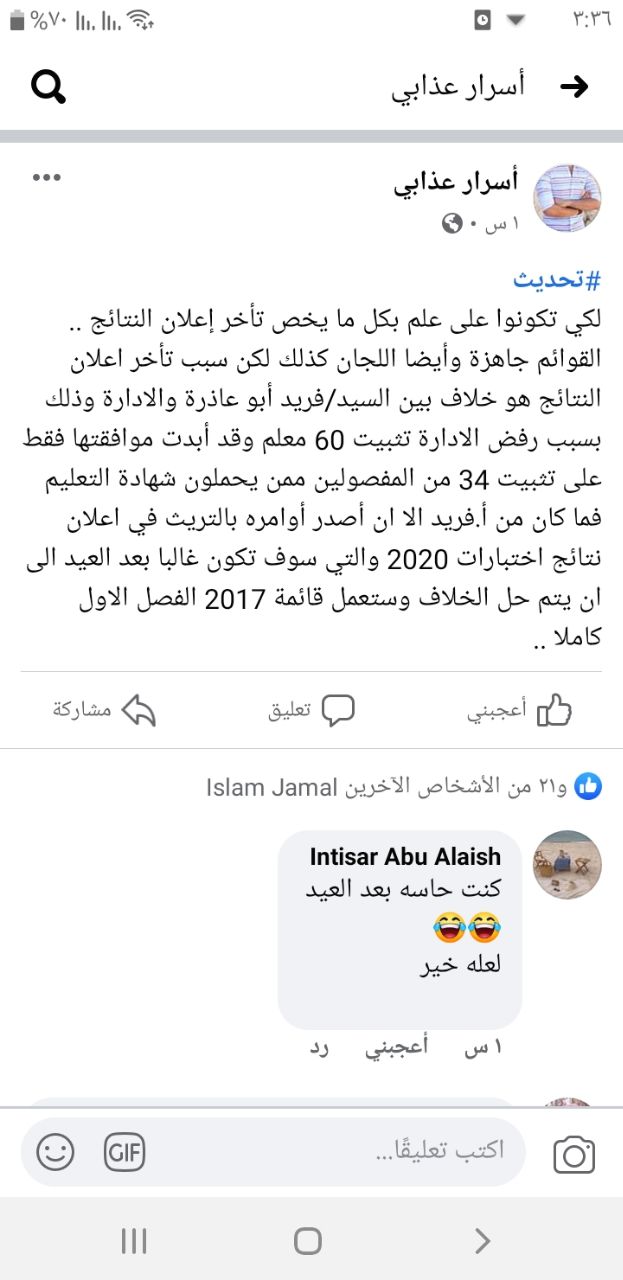 %٧٠ ٣:٣٦
أسرار عذابي
أسرار عذابي
١ س
#تحديث
لكي تكونوا على علم بكل ما يخص تأخر إعلان النتائج ..
القوائم جاهزة وأيضا اللجان كذلك لكن سبب تأخر اعلان
النتائج هو خلاف بين السيد/فريد أبو عاذرة والادارة وذلك
بسبب رفض الادارة تثبيت 60 معلم وقد أبدت موافقتها فقط
على تثبيت 34 من المفصولين ممن يحملون شهادة التعليم
فما كان من أ.فريد الا ان أصدر أوامره بالتريث في اعلان
نتائج اختبارات 2020 والتي سوف تكون غالبا بعد العيد الى
ان يتم حل الخلاف وستعمل قائمة 2017 الفصل الاول
كاملا ..
أعجبني تعليق مشاركة
Islam Jamal و٢١ من الأشخاص الآخرين
Intisar Abu Alaish
كنت حاسه بعد العيد
😂😂
لعله خير
١ س أعجبني رد
اكتب تعليقًا... GIF